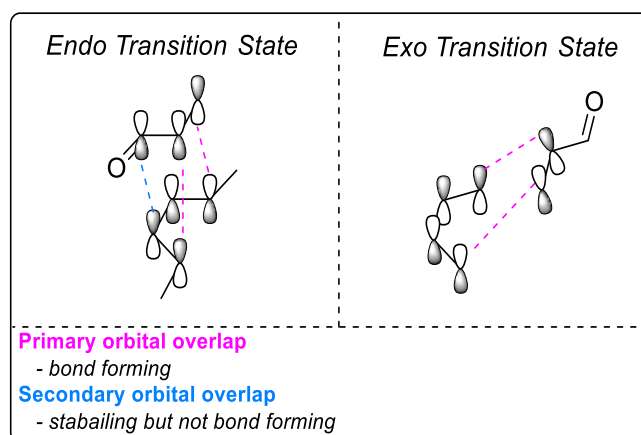 Endo Transition State
Exo Transition State
O
O
Primary orbital overlap
- bond forming
Secondary orbital overlap
- stabailing but not bond forming